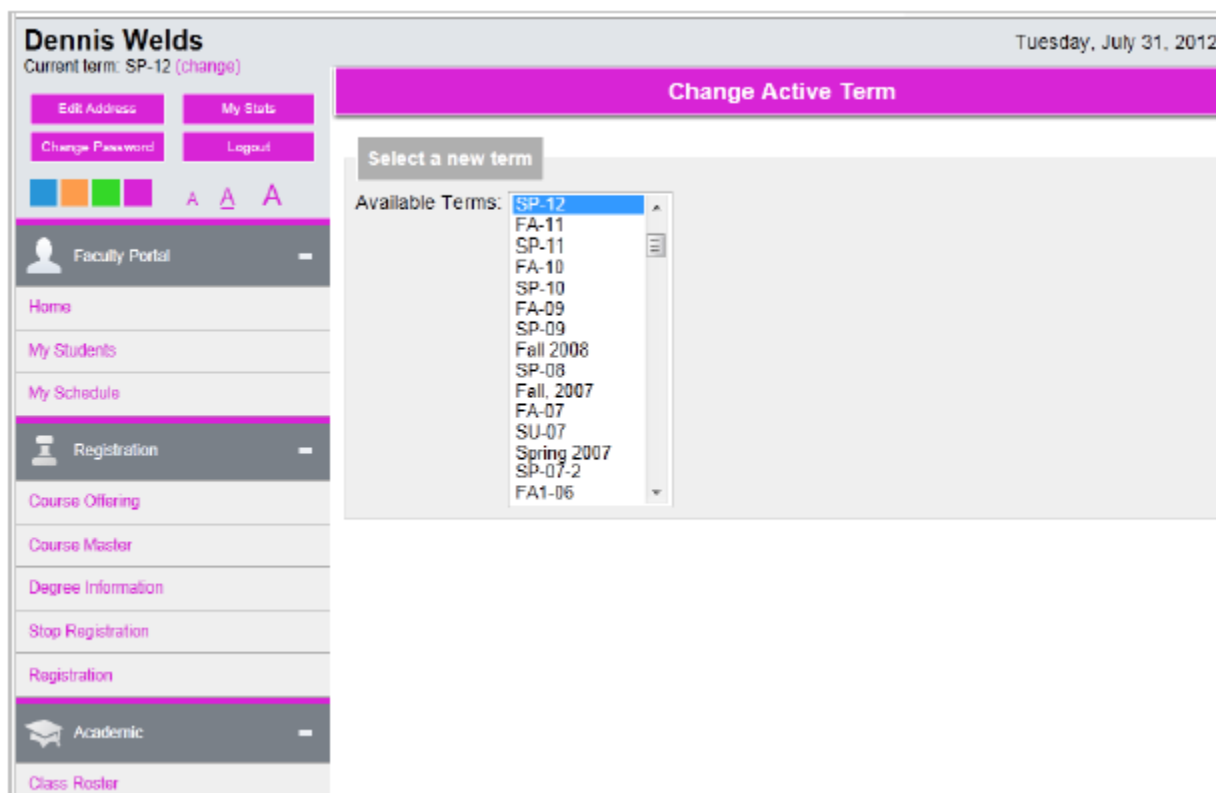 Dennis Welds
Current term: SP-12 (change)
Tuesday, July 31, 2012
Edit Address
My Stats
Change Password
Logout
A A A
Change Active Term
Select a new term
Available Terms:
SP-12
FA-11
SP-11
FA-10
SP-10
FA-09
SP-09
Fall 2008
SP-08
Fall, 2007
FA-07
SU-07
Spring 2007
SP-07-2
FA1-06
Faculty Portal
Home
My Students
My Schedule
Registration
Course Offering
Course Master
Degree Information
Stop Registration
Registration
Academic
Class Roster